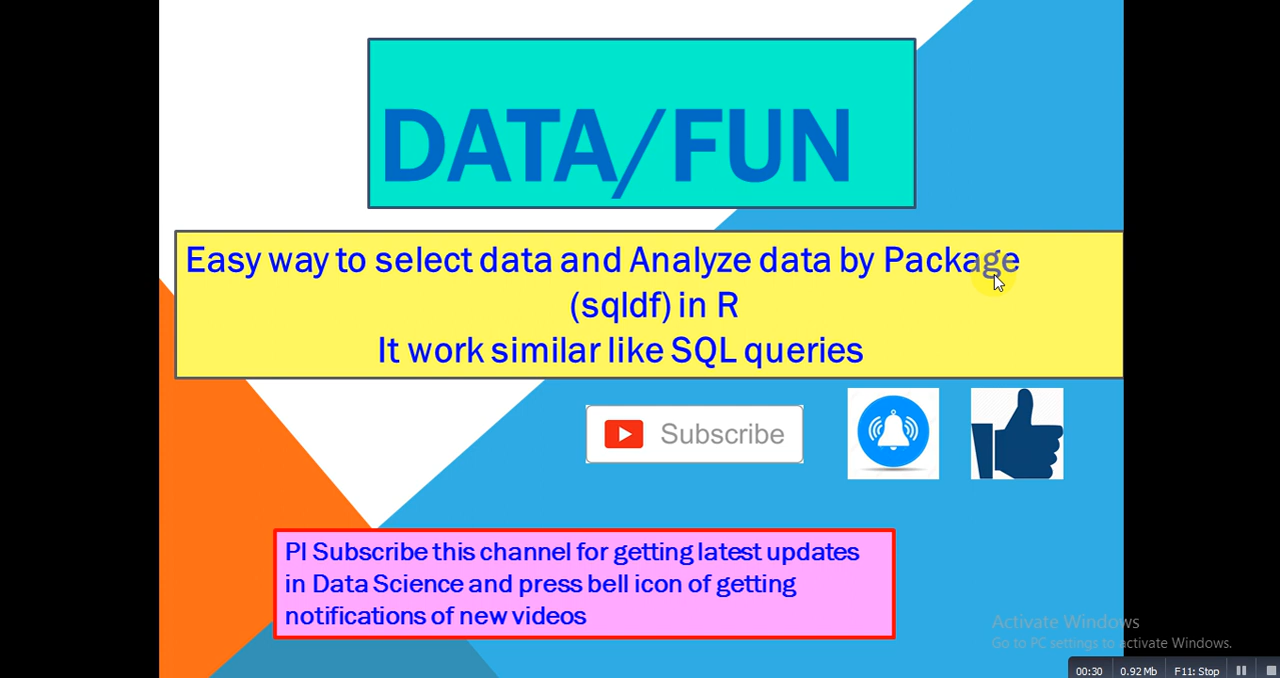 DATA/FUN
Easy way to select data and Analyze data by Package
(sqldf) in R
It work similar like SQL queries
Subscribe
Pl Subscribe this channel for getting latest updates
in Data Science and press bell icon of getting
notifications of new videos
Activate Windows
Go to PC settings to activate Windows.
00:30 0.92 Mb F11: Stop